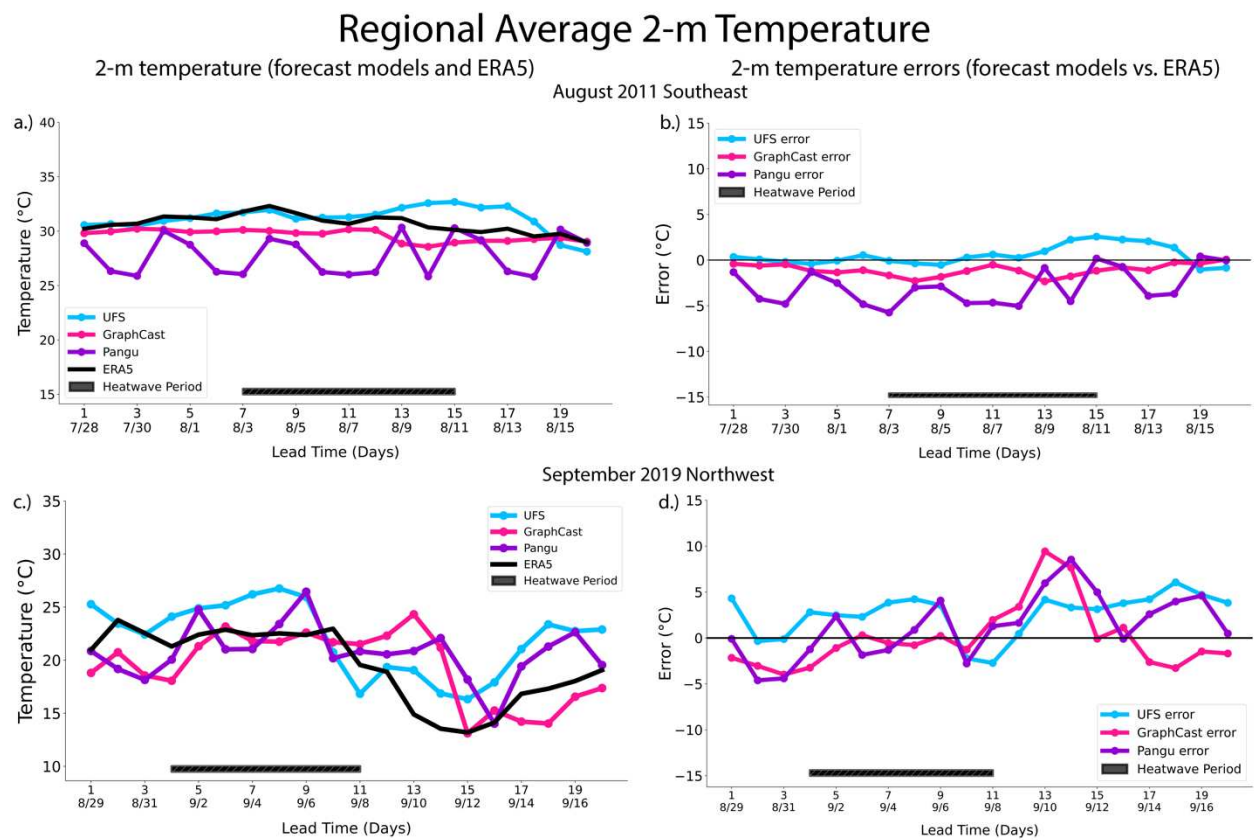 Regional Average 2-m Temperature
2-m temperature (forecast models and ERA5)
2-m temperature errors (forecast models vs. ERA5)
August 2011 Southeast
a.)
40
35
30
25
20
15
Temperature (°C)
UFS
GraphCast
Pangu
ERA5
Heatwave Period
1 3 5 7 9 11 13 15 17 19
7/28 7/30 8/1 8/3 8/5 8/7 8/9 8/11 8/13 8/15
Lead Time (Days)
b.)
15
10
5
0
−5
−10
−15
Error (°C)
UFS error
GraphCast error
Pangu error
Heatwave Period
1 3 5 7 9 11 13 15 17 19
7/28 7/30 8/1 8/3 8/5 8/7 8/9 8/11 8/13 8/15
Lead Time (Days)
September 2019 Northwest
c.)
35
30
25
20
15
10
Temperature (°C)
UFS
GraphCast
Pangu
ERA5
Heatwave Period
1 3 5 7 9 11 13 15 17 19
8/29 8/31 9/2 9/4 9/6 9/8 9/10 9/12 9/14 9/16
Lead Time (Days)
d.)
15
10
5
0
−5
−10
−15
Error (°C)
UFS error
GraphCast error
Pangu error
Heatwave Period
1 3 5 7 9 11 13 15 17 19
8/29 8/31 9/2 9/4 9/6 9/8 9/10 9/12 9/14 9/16
Lead Time (Days)